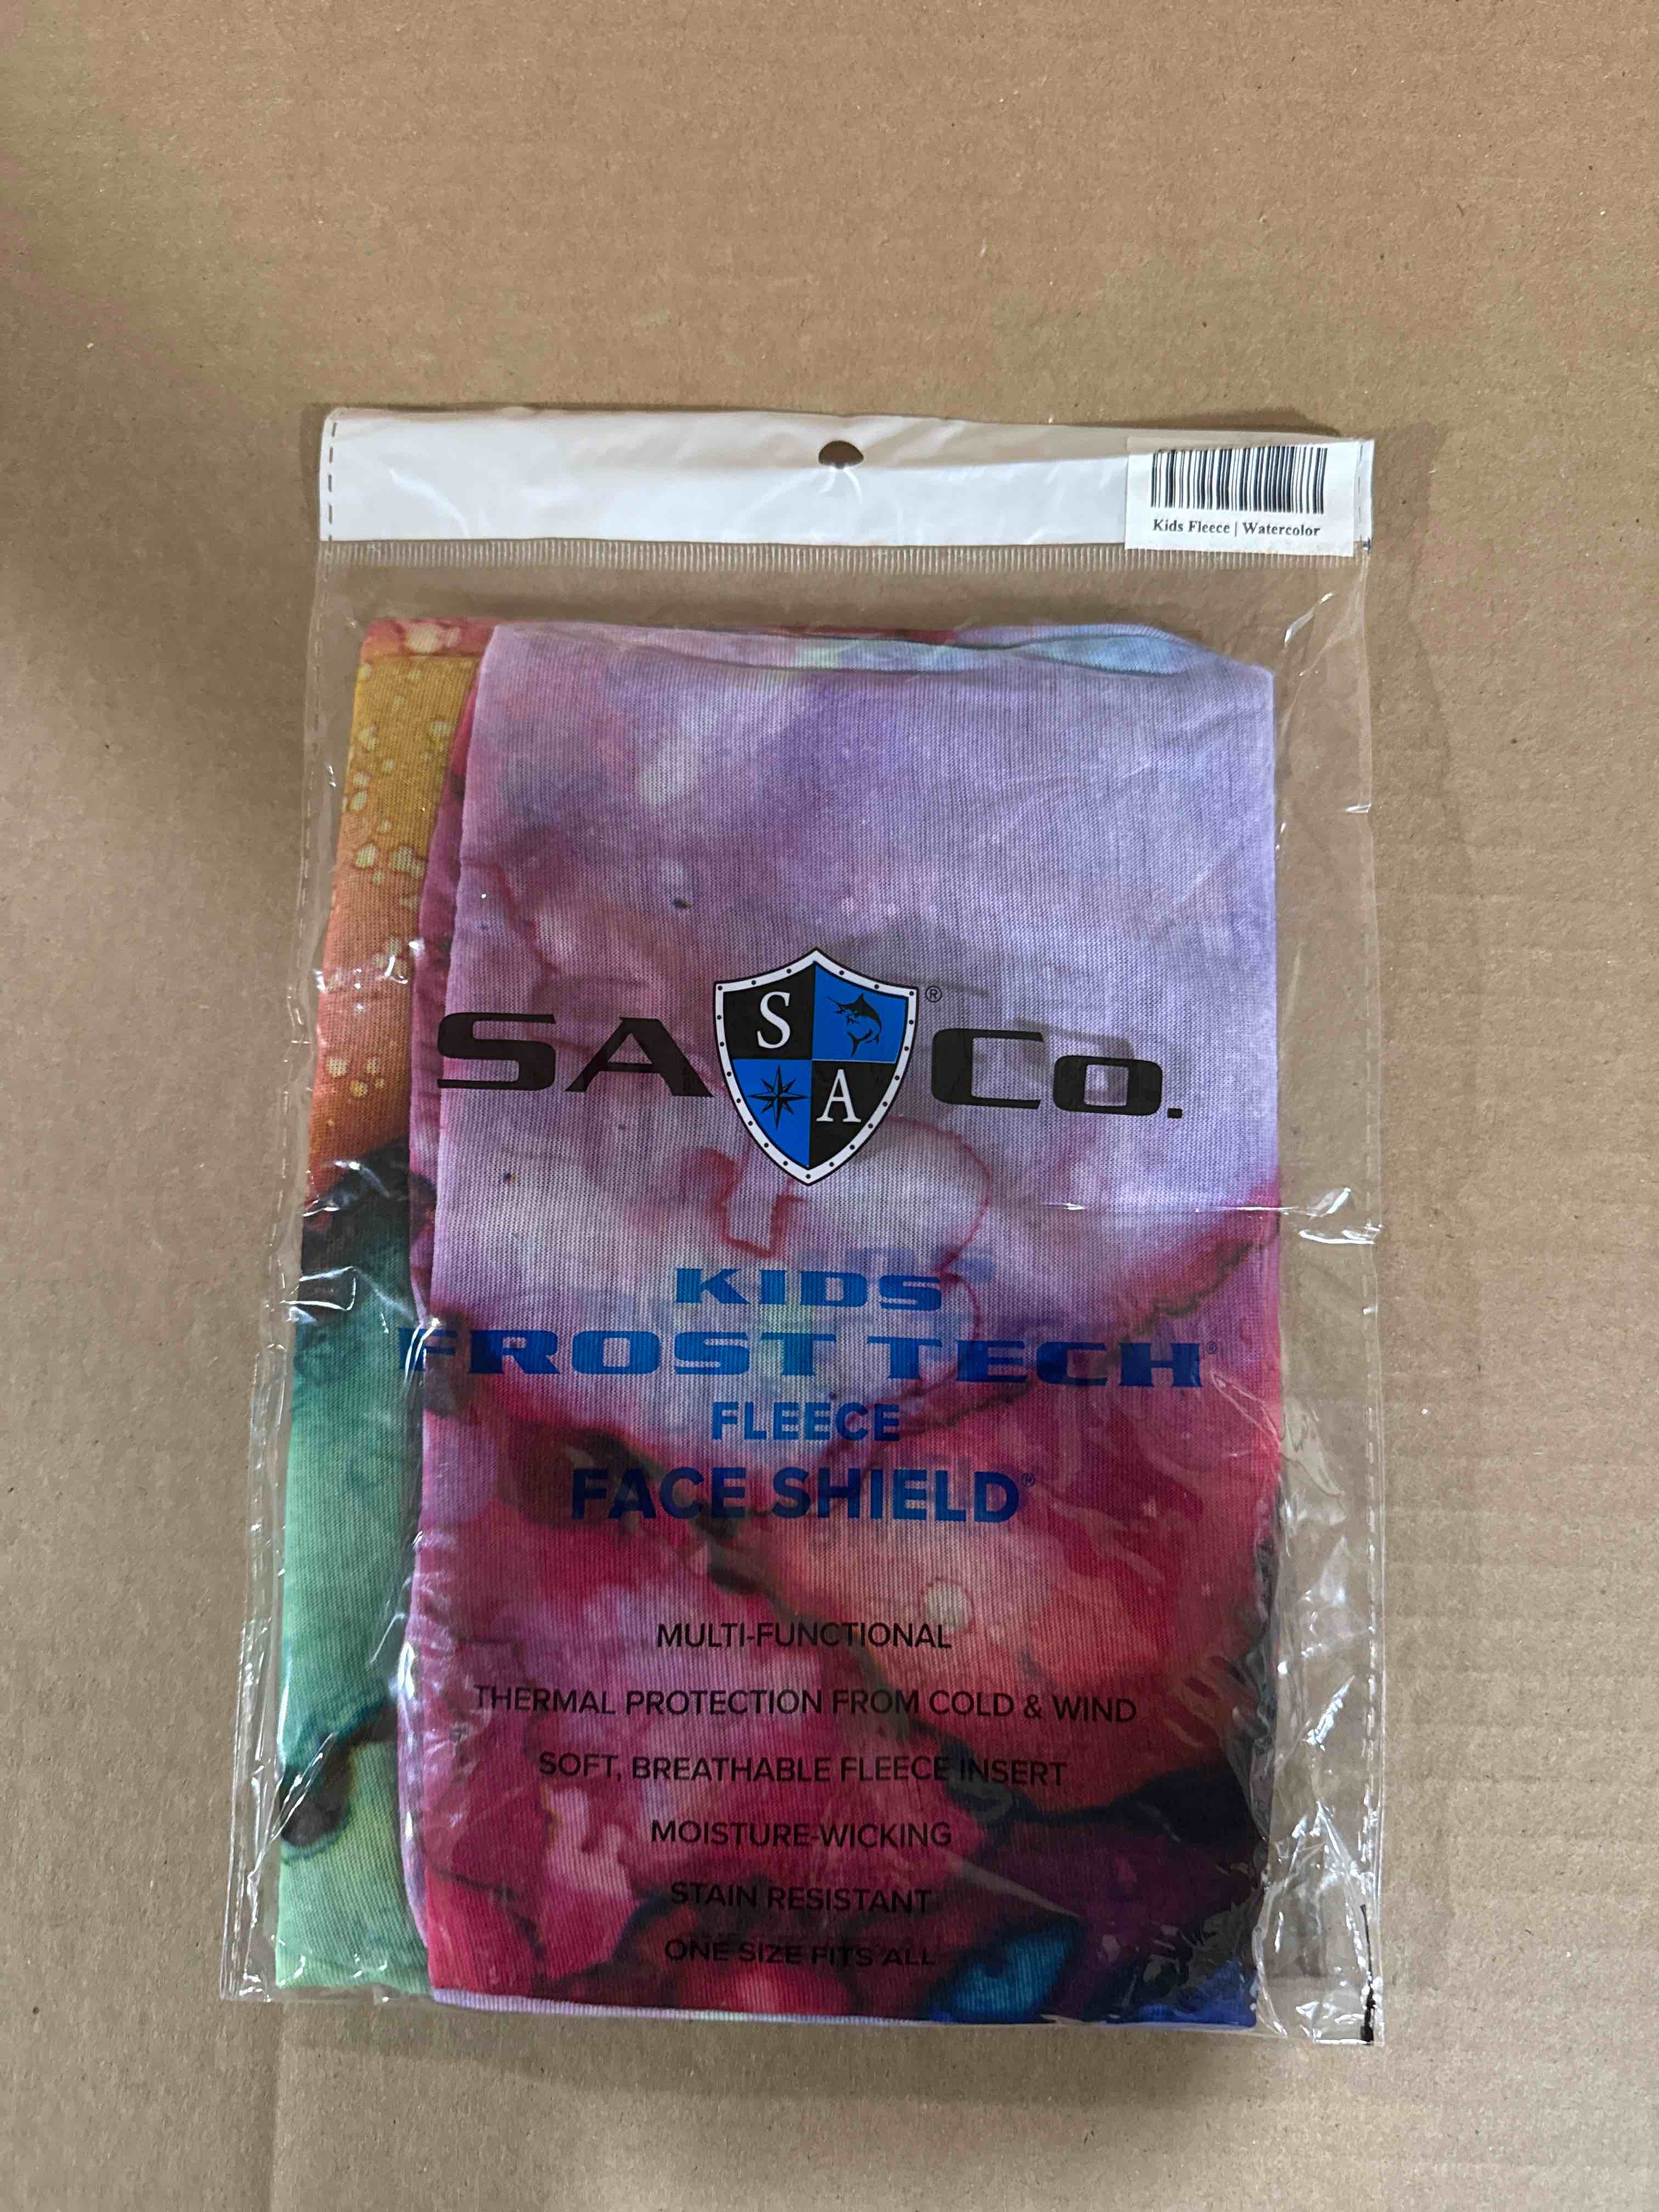 Kids Fleece | Watercolor
SA Co.
S
A
®
KIDS
FROST TECH®
FLEECE
FACE SHIELD®
MULTI-FUNCTIONAL
THERMAL PROTECTION FROM COLD & WIND
SOFT, BREATHABLE FLEECE INSERT
MOISTURE-WICKING
STAIN RESISTANT
ONE SIZE FITS ALL